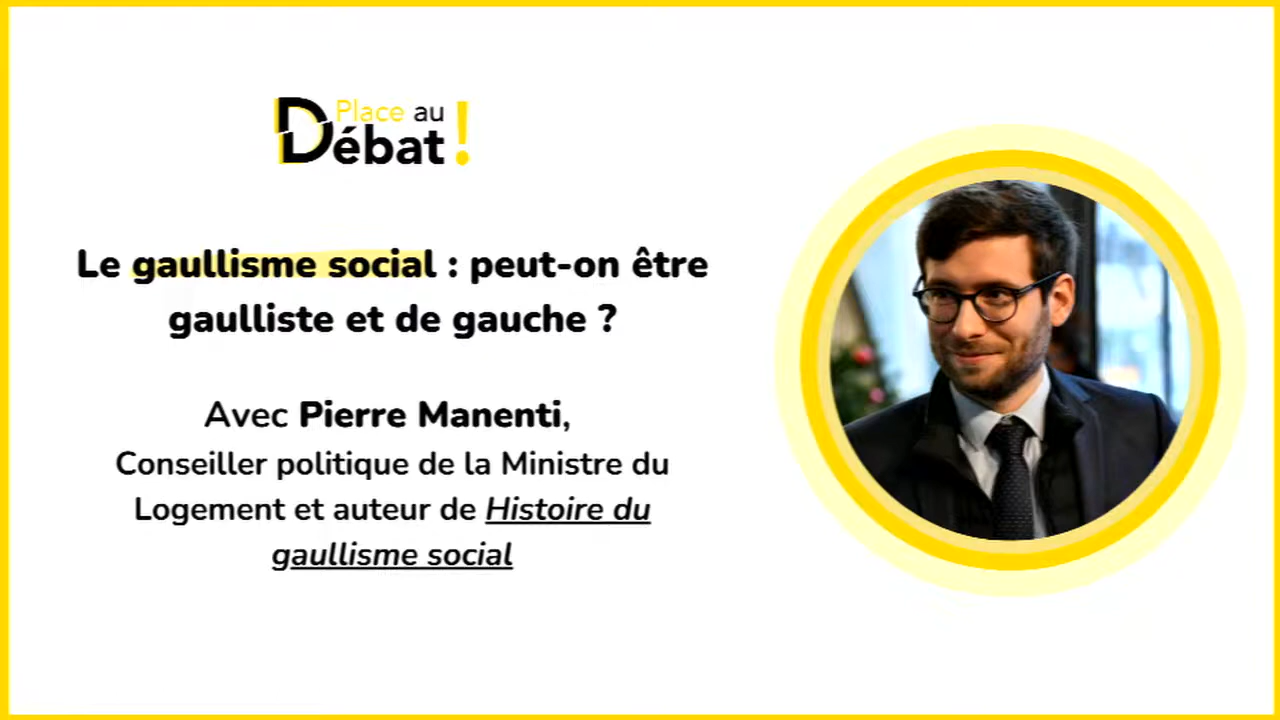 Place au
Débat !
Le gaullisme social : peut-on être
gaulliste et de gauche ?
Avec Pierre Manenti,
Conseiller politique de la Ministre du
Logement et auteur de Histoire du
gaullisme social